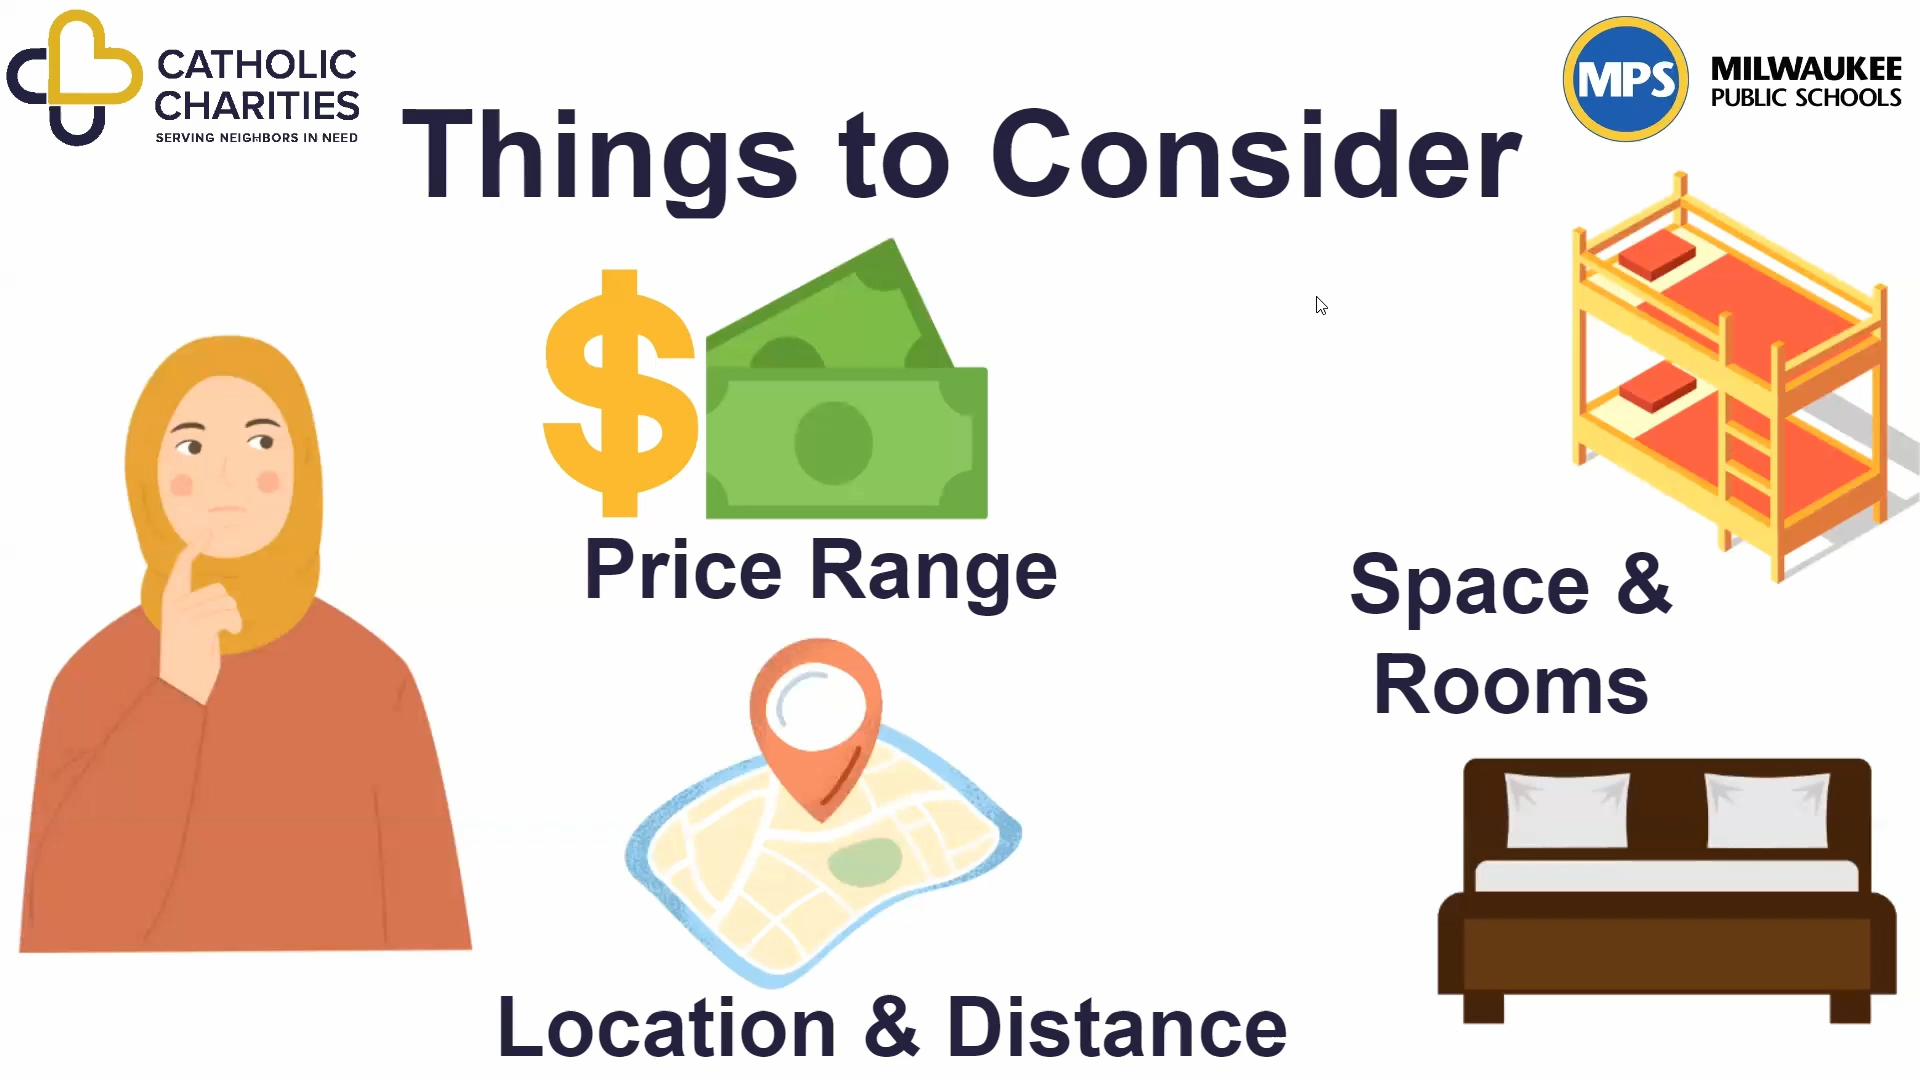 CATHOLIC
CHARITIES
SERVING NEIGHBORS IN NEED
MPS
MILWAUKEE
PUBLIC SCHOOLS
Things to Consider
$
Price Range
Space &
Rooms
Location & Distance